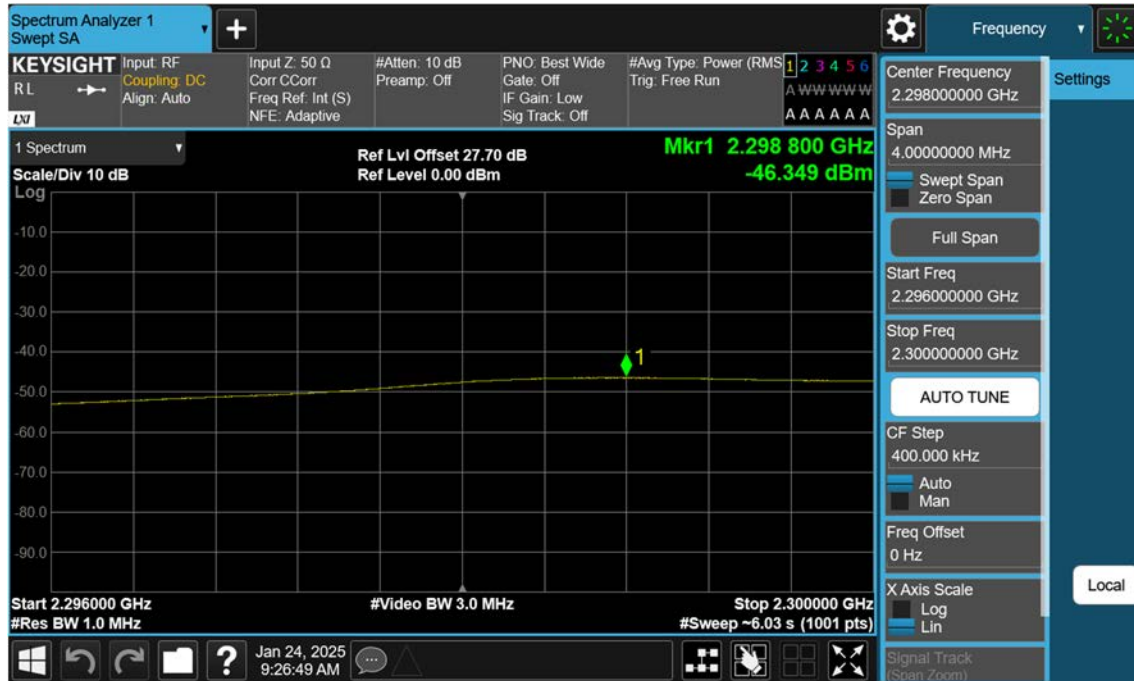 Spectrum Analyzer 1
Swept SA
Frequency
KEYSIGHT
RL
LXI
Input: RF
Coupling: DC
Align: Auto
Input Z: 50 Ω
Corr CCorr
Freq Ref: Int (S)
NFE: Adaptive
#Atten: 10 dB
Preamp: Off
PNO: Best Wide
Gate: Off
IF Gain: Low
Sig Track: Off
#Avg Type: Power (RMS
Trig: Free Run
1 2 3 4 5 6
A W W W W W
A A A A A A
1 Spectrum
Scale/Div 10 dB
Ref Lvl Offset 27.70 dB
Ref Level 0.00 dBm
Mkr1 2.298 800 GHz
-46.349 dBm
Log
-10.0
-20.0
-30.0
-40.0
-50.0
-60.0
-70.0
-80.0
-90.0
1
Start 2.296000 GHz
#Res BW 1.0 MHz
#Video BW 3.0 MHz
Stop 2.300000 GHz
#Sweep ~6.03 s (1001 pts)
Jan 24, 2025
9:26:49 AM
Center Frequency
2.298000000 GHz
Span
4.00000000 MHz
Swept Span
Zero Span
Full Span
Start Freq
2.296000000 GHz
Stop Freq
2.300000000 GHz
AUTO TUNE
CF Step
400.000 kHz
Auto
Man
Freq Offset
0 Hz
X Axis Scale
Log
Lin
Signal Track
(Span Zoom)
Settings
Local